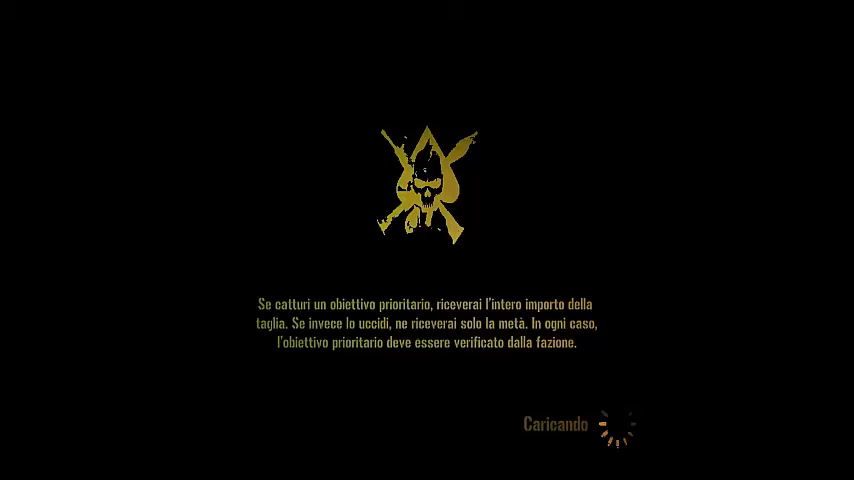 Se catturi un obiettivo prioritario, riceverai l'intero importo della
taglia. Se invece lo uccidi, ne riceverai solo la metà. In ogni caso,
l'obiettivo prioritario deve essere verificato dalla fazione.
Caricando